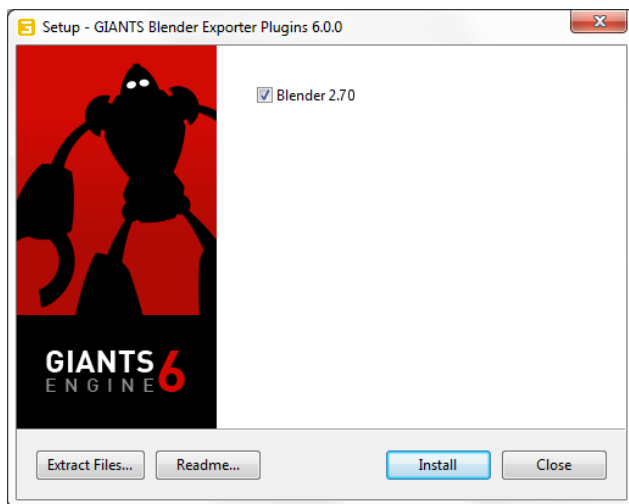 Setup - GIANTS Blender Exporter Plugins 6.0.0
Blender 2.70
GIANTS 6
ENGINE
Extract Files...
Readme...
Install
Close